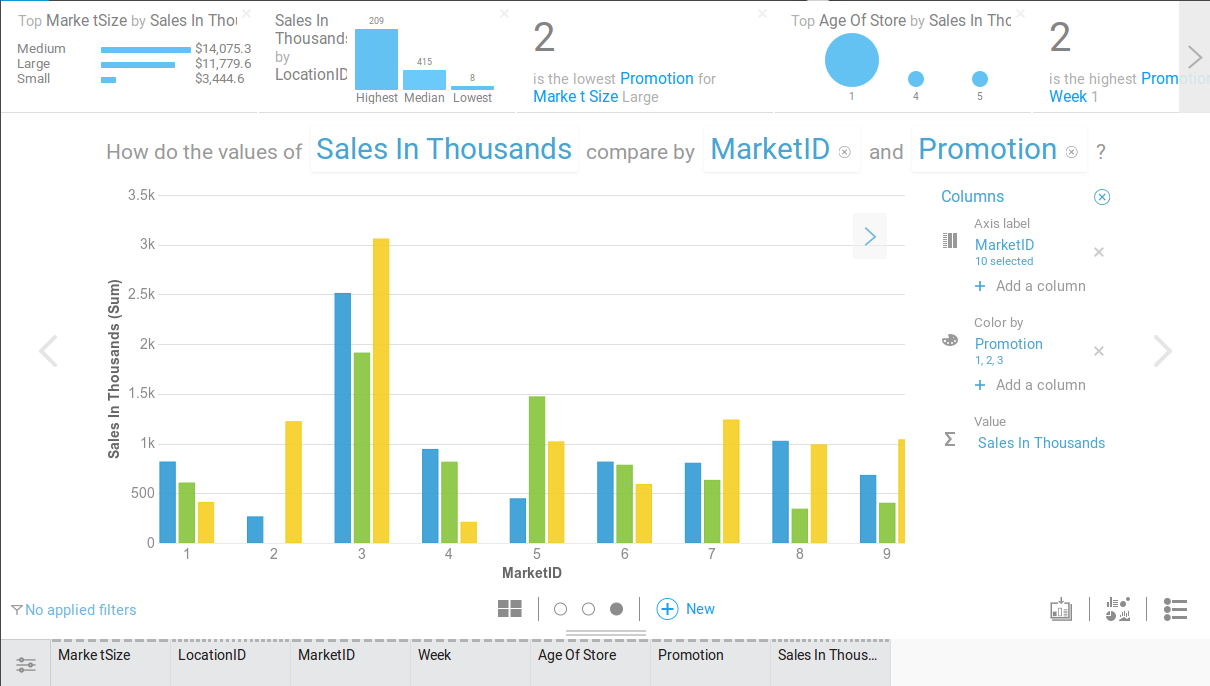 Top Marke tSize by Sales In Thou
Medium $14,075.3
Large $11,779.6
Small $3,444.6
Sales In
Thousands
by
LocationID
209
415
8
Highest Median Lowest
2
is the lowest Promotion for
Marke t Size Large
Top Age Of Store by Sales In Tho
1 4 5
2
is the highest Promotio
Week 1
How do the values of Sales In Thousands compare by MarketID and Promotion ?
3.5k
3k
2.5k
2k
1.5k
1k
500
0
Sales In Thousands (Sum)
1 2 3 4 5 6 7 8 9
MarketID
Columns
Axis label
MarketID
10 selected
+ Add a column
Color by
Promotion
1, 2, 3
+ Add a column
Value
Σ Sales In Thousands
No applied filters
New
Marke tSize LocationID MarketID Week Age Of Store Promotion Sales In Thous...